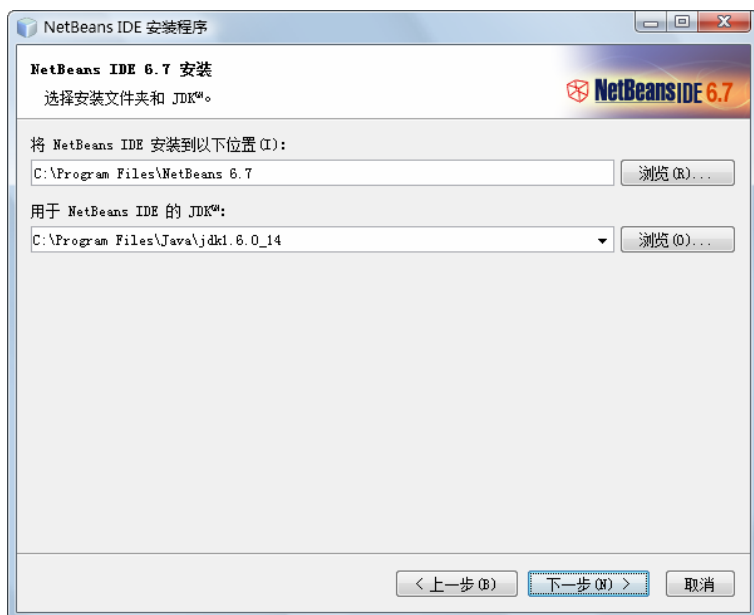 NetBeans IDE 安装程序
NetBeans IDE 6.7 安装
选择安装文件夹和 JDK™。
NetBeans IDE 6.7
将 NetBeans IDE 安装到以下位置(I):
C:\Program Files\NetBeans 6.7
浏览(R)...
用于 NetBeans IDE 的 JDK™:
C:\Program Files\Java\jdk1.6.0_14
浏览(O)...
< 上一步(B)
下一步(N) >
取消